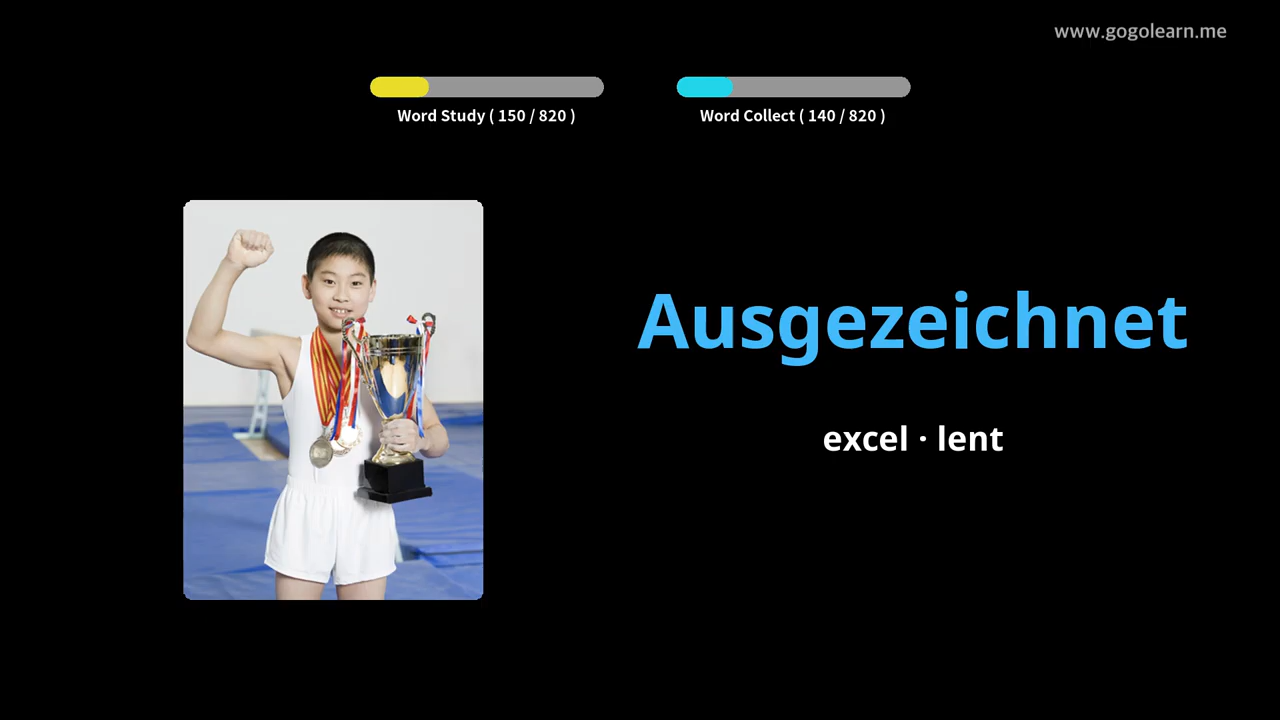 www.gogolearn.me
Word Study ( 150 / 820 )
Word Collect ( 140 / 820 )
Ausgezeichnet
excel · lent